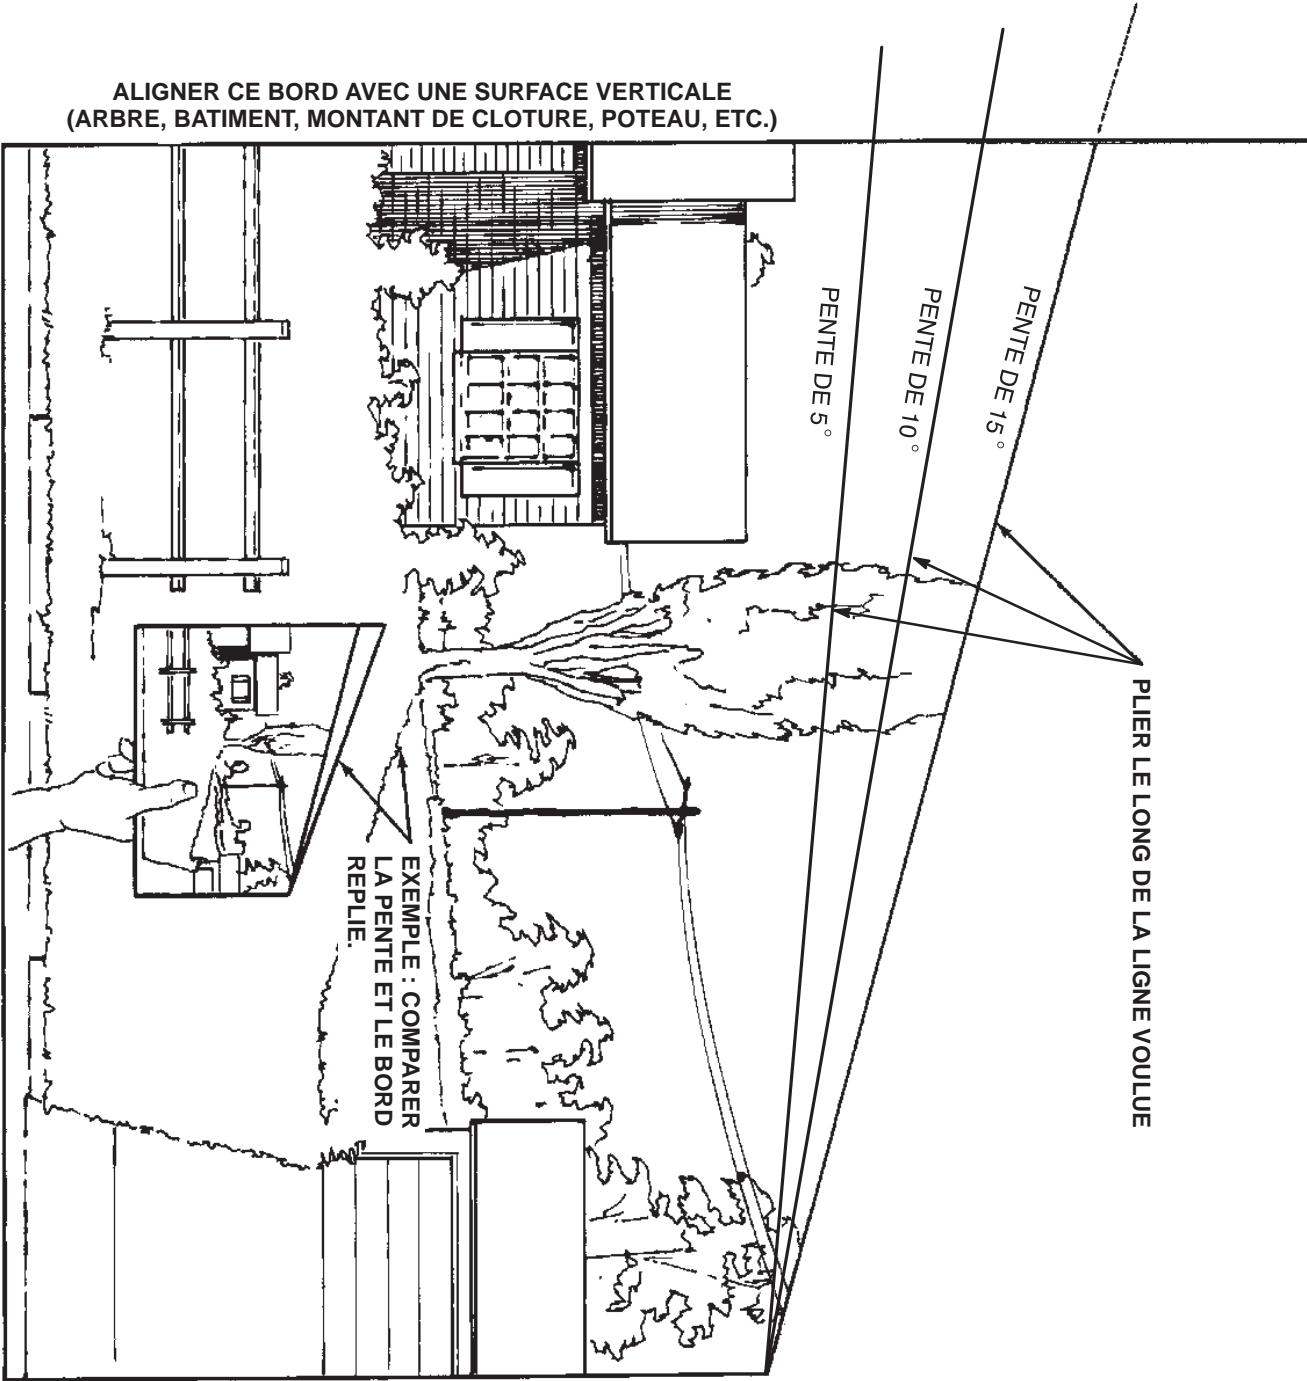 ALIGNER CE BORD AVEC UNE SURFACE VERTICALE
(ARBRE, BATIMENT, MONTANT DE CLOTURE, POTEAU, ETC.)
PENTE DE 5°
PENTE DE 10°
PENTE DE 15°
PLIER LE LONG DE LA LIGNE VOULUE
EXEMPLE : COMPARER
LA PENTE ET LE BORD
REPLIE.